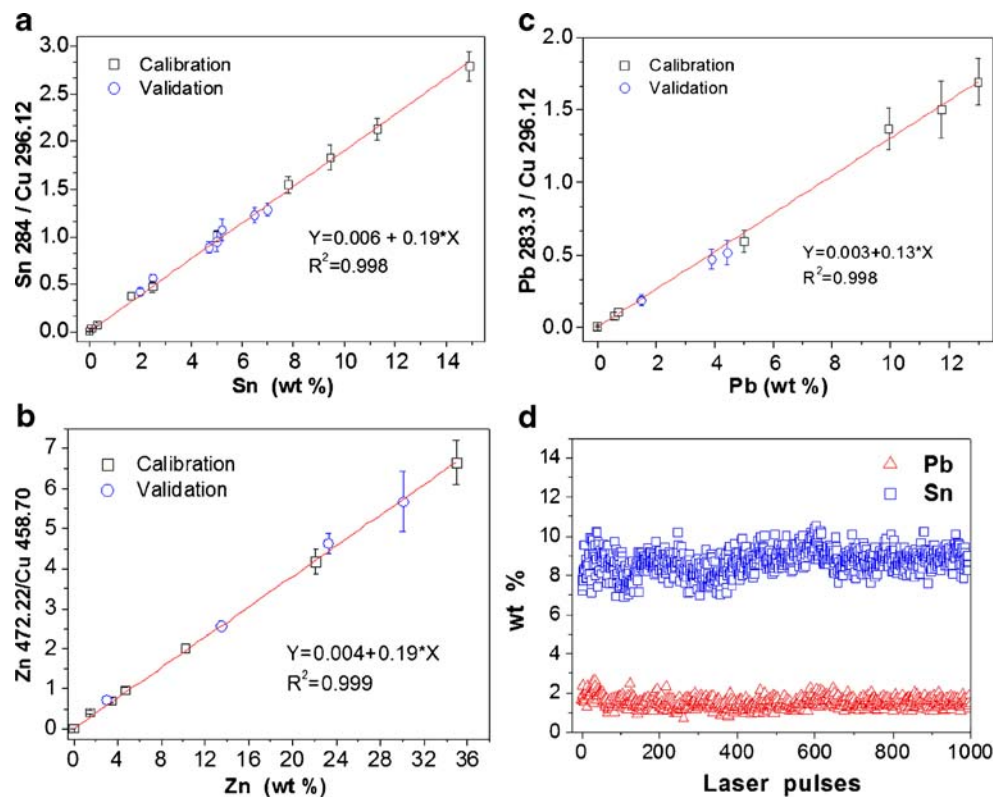 a
3.0
2.5
2.0
1.5
1.0
0.5
0.0
Sn 284 / Cu 296.12
Calibration
Validation
Y=0.006 + 0.19*X
R²=0.998
0 2 4 6 8 10 12 14
Sn (wt %)
c
2.0
1.5
1.0
0.5
0.0
Pb 283.3 / Cu 296.12
Calibration
Validation
Y=0.003+0.13*X
R²=0.998
0 2 4 6 8 10 12
Pb (wt %)
b
7
6
5
4
3
2
1
0
Zn 472.22/Cu 458.70
Calibration
Validation
Y=0.004+0.19*X
R²=0.999
0 4 8 12 16 20 24 28 32 36
Zn (wt %)
d
14
12
10
8
6
4
2
0
wt %
Pb
Sn
0 200 400 600 800 1000
Laser pulses